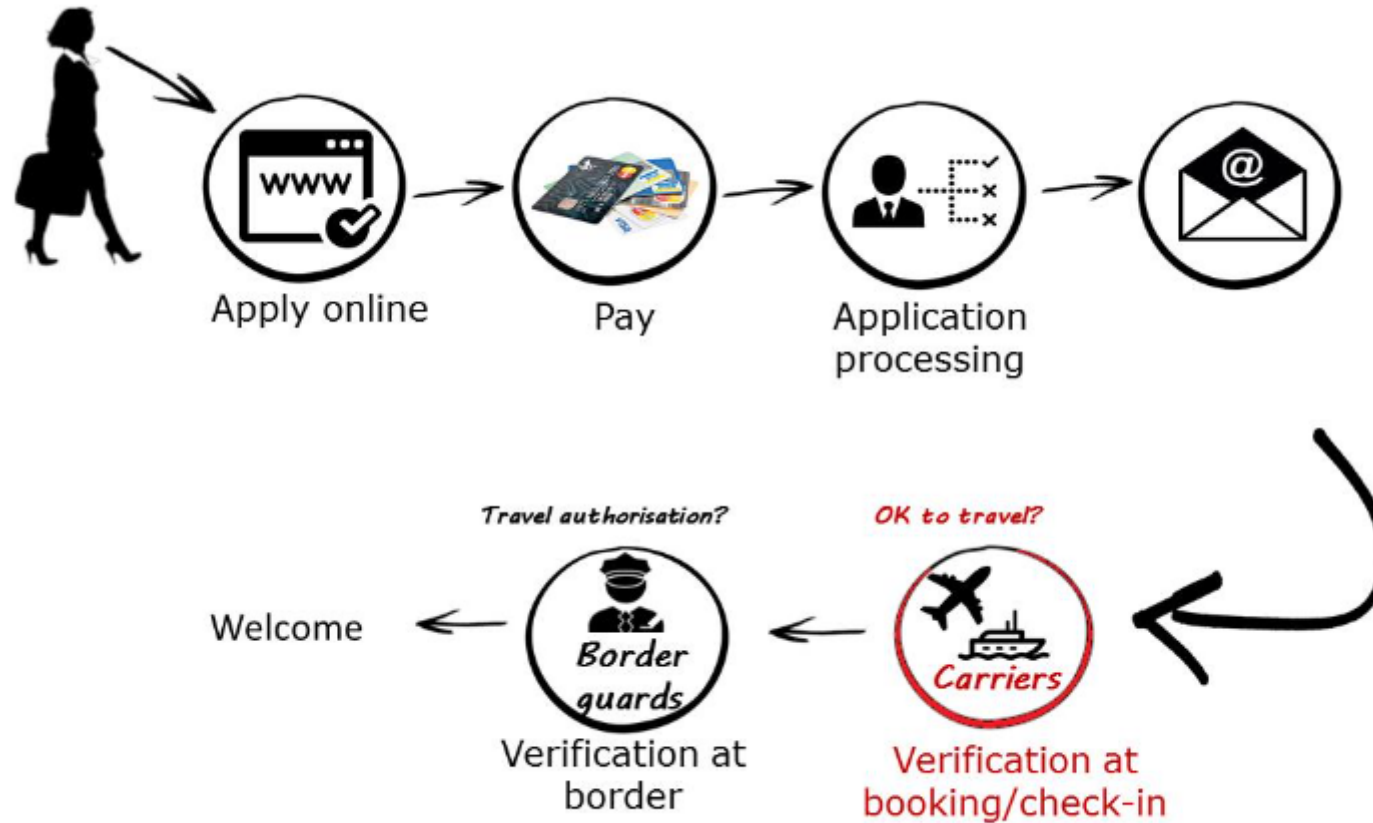 www
@
Apply online
Pay
VISA
Application
processing
Travel authorisation?
OK to travel?
Welcome
Border
guards
Carriers
Verification at
border
Verification at
booking/check-in